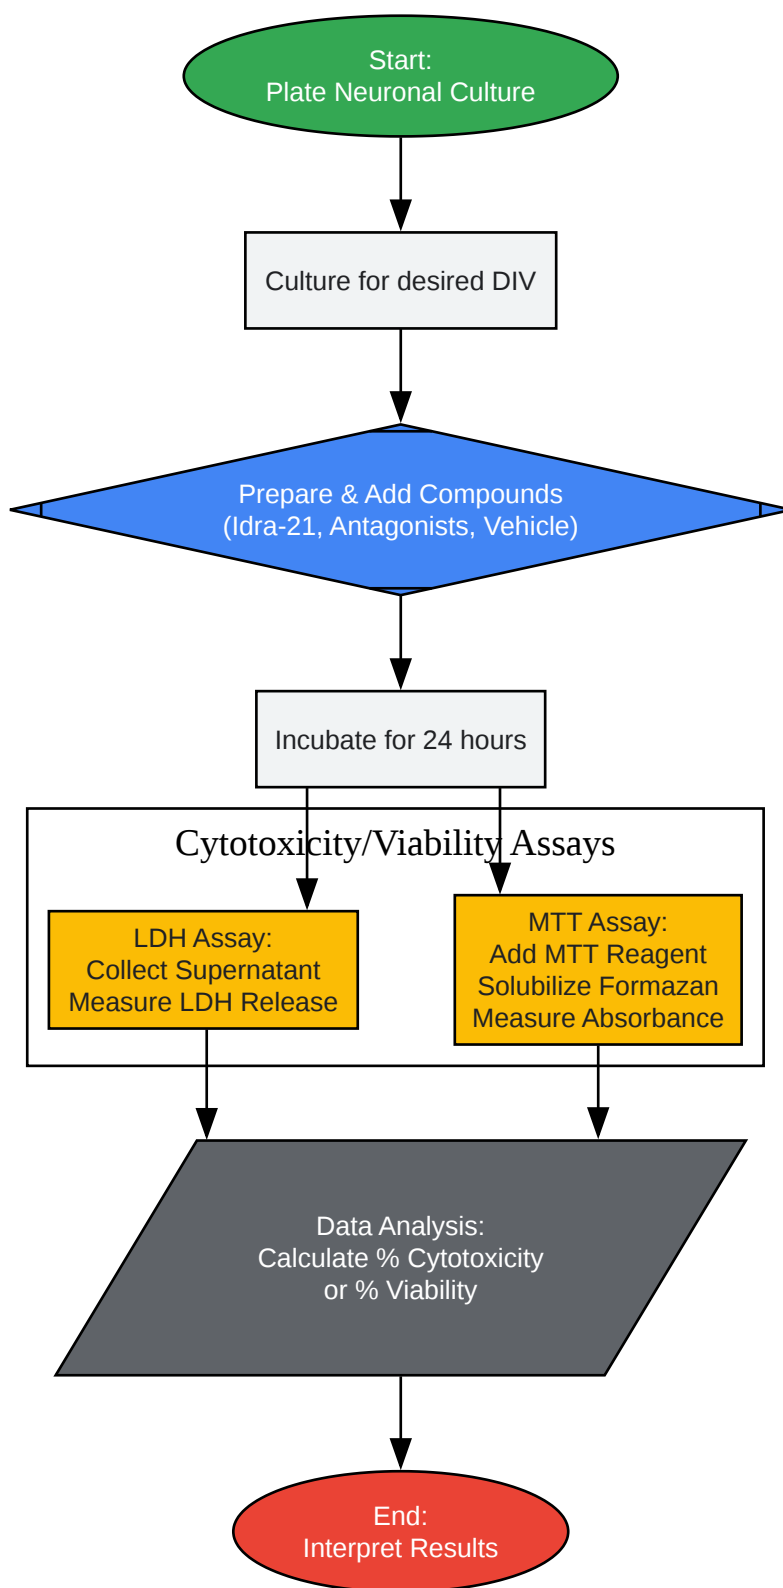 Start:
Plate Neuronal Culture
Culture for desired DIV
Prepare & Add Compounds
(Idra-21, Antagonists, Vehicle)
Incubate for 24 hours
Cytotoxicity/Viability Assays
LDH Assay:
Collect Supernatant
Measure LDH Release
MTT Assay:
Add MTT Reagent
Solubilize Formazan
Measure Absorbance
Data Analysis:
Calculate % Cytotoxicity
or % Viability
End:
Interpret Results